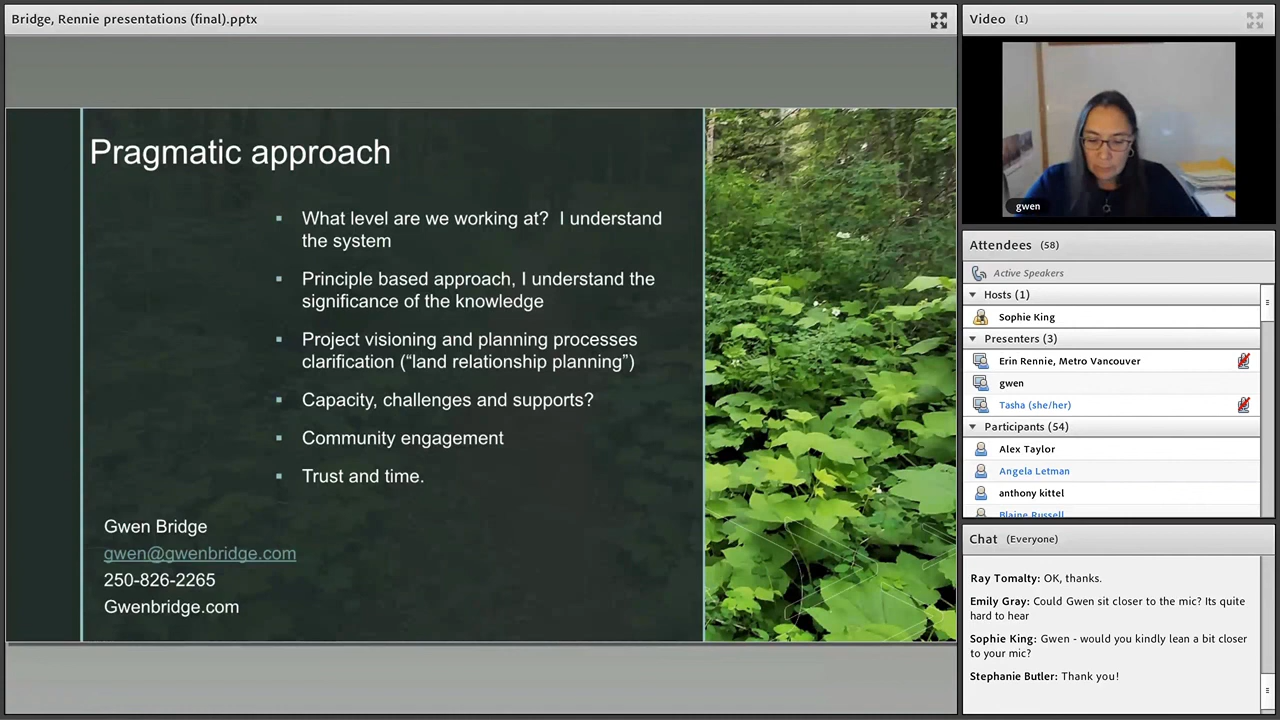 Bridge, Rennie presentations (final).pptx
Pragmatic approach
▪ What level are we working at?  I understand
the system
▪ Principle based approach, I understand the
significance of the knowledge
▪ Project visioning and planning processes
clarification (“land relationship planning”)
▪ Capacity, challenges and supports?
▪ Community engagement
▪ Trust and time.
Gwen Bridge
gwen@gwenbridge.com
250-826-2265
Gwenbridge.com
Video (1)
gwen
Attendees (58)
Active Speakers
Hosts (1)
Sophie King
Presenters (3)
Erin Rennie, Metro Vancouver
gwen
Tasha (she/her)
Participants (54)
Alex Taylor
Angela Letman
anthony kittel
Blaine Russell
Chat (Everyone)
Ray Tomalty: OK, thanks.
Emily Gray: Could Gwen sit closer to the mic? Its quite
hard to hear
Sophie King: Gwen - would you kindly lean a bit closer
to your mic?
Stephanie Butler: Thank you!